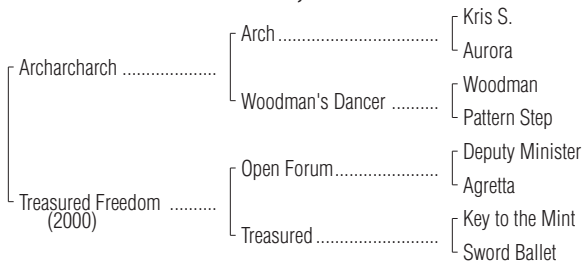 Kris S.
Arch
Aurora
Archarcharch
Woodman
Woodman's Dancer
Pattern Step
Deputy Minister
Open Forum
Agretta
Treasured Freedom
(2000)
Key to the Mint
Treasured
Sword Ballet